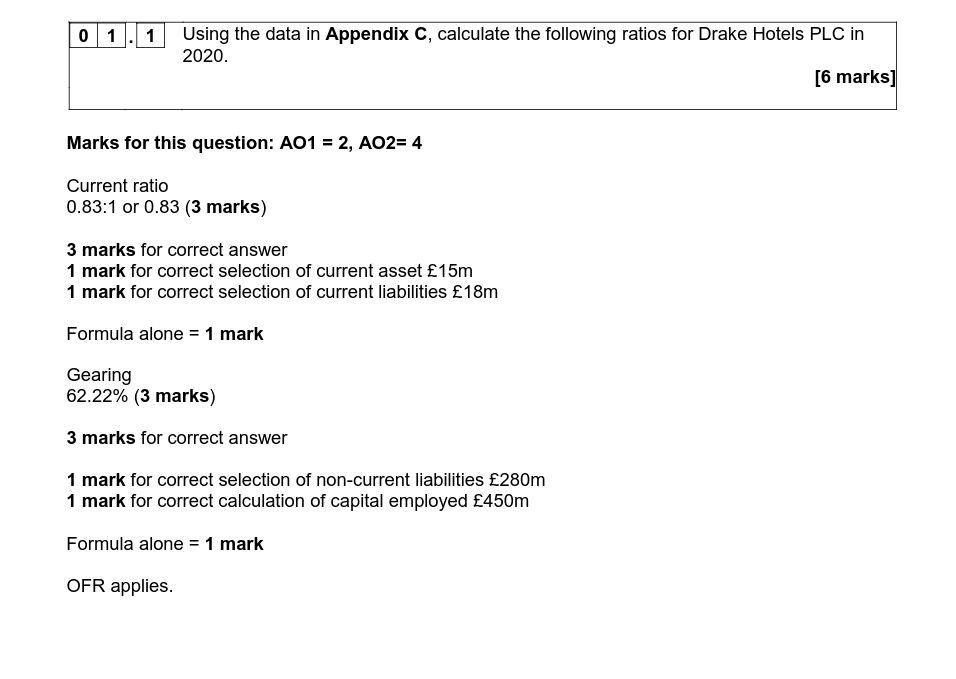 0 1 . 1 Using the data in Appendix C, calculate the following ratios for Drake Hotels PLC in
2020.
[6 marks]
Marks for this question: AO1 = 2, AO2= 4
Current ratio
0.83:1 or 0.83 (3 marks)
3 marks for correct answer
1 mark for correct selection of current asset £15m
1 mark for correct selection of current liabilities £18m
Formula alone = 1 mark
Gearing
62.22% (3 marks)
3 marks for correct answer
1 mark for correct selection of non-current liabilities £280m
1 mark for correct calculation of capital employed £450m
Formula alone = 1 mark
OFR applies.